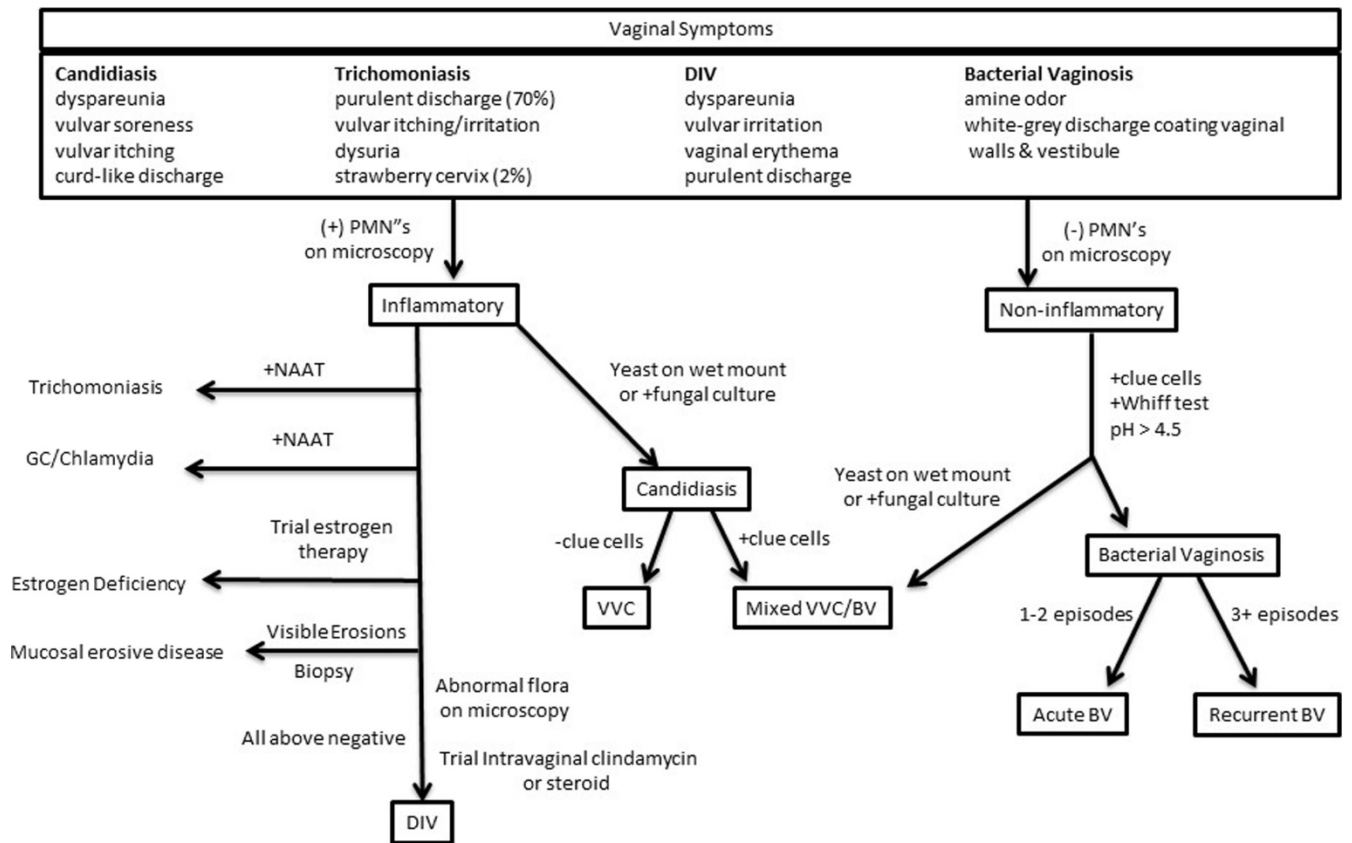 Vaginal Symptoms
Candidiasis
dyspareunia
vulvar soreness
vulvar itching
curd-like discharge
Trichomoniasis
purulent discharge (70%)
vulvar itching/irritation
dysuria
strawberry cervix (2%)
DIV
dyspareunia
vulvar irritation
vaginal erythema
purulent discharge
Bacterial Vaginosis
amine odor
white-grey discharge coating vaginal
walls & vestibule
(+) PMN"s
on microscopy
(-) PMN's
on microscopy
Inflammatory
Non-inflammatory
+NAAT
Trichomoniasis
+NAAT
GC/Chlamydia
Trial estrogen
therapy
Estrogen Deficiency
Visible Erosions
Mucosal erosive disease
Biopsy
Abnormal flora
on microscopy
All above negative
Trial Intravaginal clindamycin
or steroid
DIV
Yeast on wet mount
or +fungal culture
Candidiasis
-clue cells
+clue cells
VVC
Mixed VVC/BV
+clue cells
+Whiff test
pH > 4.5
Yeast on wet mount
or +fungal culture
Bacterial Vaginosis
1-2 episodes
3+ episodes
Acute BV
Recurrent BV